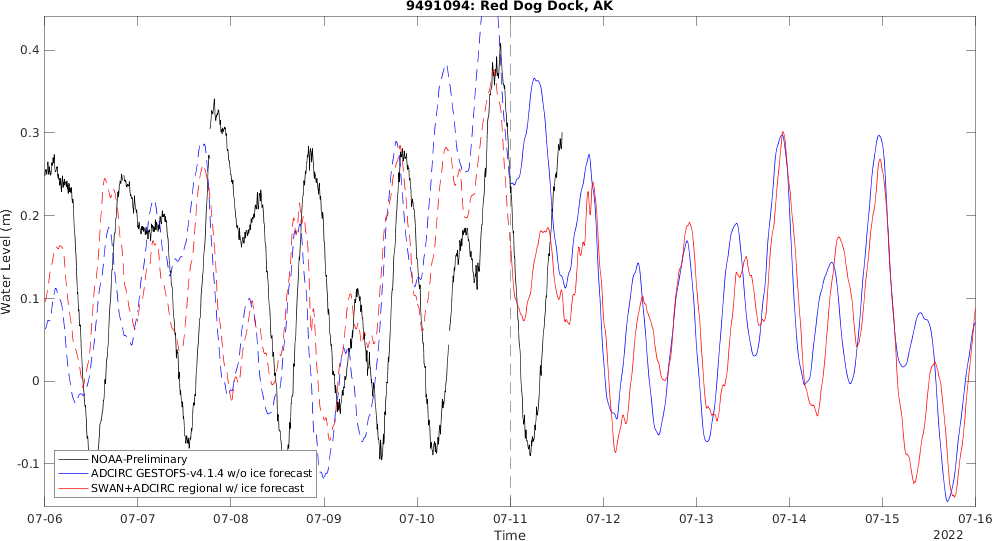 9491094: Red Dog Dock, AK
Water Level (m)
0.4
0.3
0.2
0.1
0
-0.1
NOAA-Preliminary
ADCIRC GESTOFS-v4.1.4 w/o ice forecast
SWAN+ADCIRC regional w/ ice forecast
07-06 07-07 07-08 07-09 07-10 07-11 07-12 07-13 07-14 07-15 07-16
Time
2022